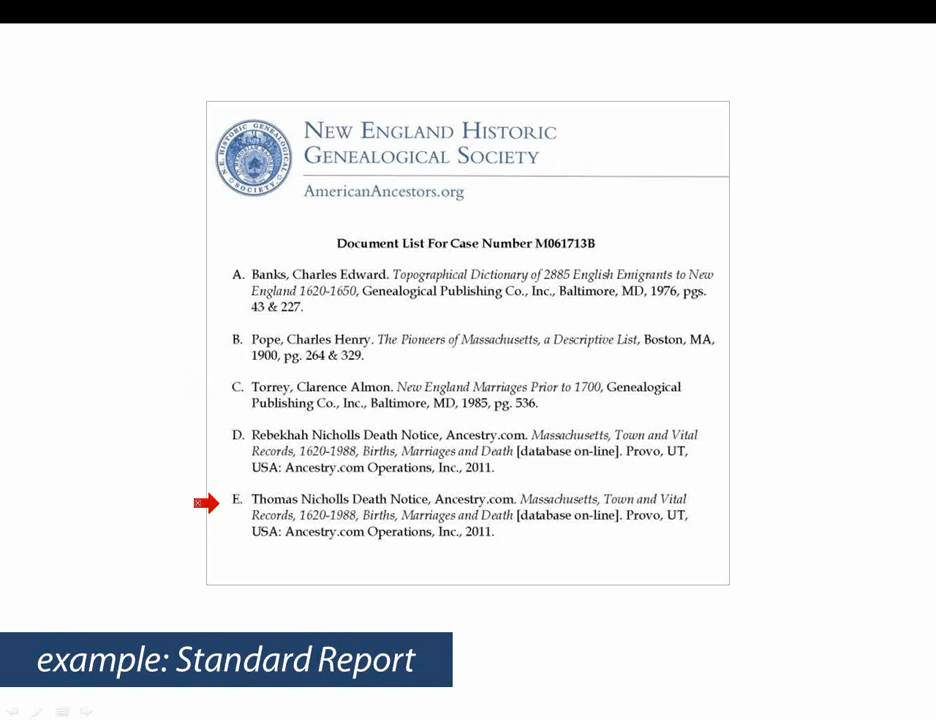 NEW ENGLAND HISTORIC
GENEALOGICAL SOCIETY
AmericanAncestors.org
N.E. HISTORIC GENEALOGICAL SOCIETY
Document List For Case Number M061713B
A. Banks, Charles Edward. Topographical Dictionary of 2885 English Emigrants to New
England 1620-1650, Genealogical Publishing Co., Inc., Baltimore, MD, 1976, pgs.
43 & 227.
B. Pope, Charles Henry. The Pioneers of Massachusetts, a Descriptive List, Boston, MA,
1900, pg. 264 & 329.
C. Torrey, Clarence Almon. New England Marriages Prior to 1700, Genealogical
Publishing Co., Inc., Baltimore, MD, 1985, pg. 536.
D. Rebekhah Nicholls Death Notice, Ancestry.com. Massachusetts, Town and Vital
Records, 1620-1988, Births, Marriages and Death [database on-line]. Provo, UT,
USA: Ancestry.com Operations, Inc., 2011.
E. Thomas Nicholls Death Notice, Ancestry.com. Massachusetts, Town and Vital
Records, 1620-1988, Births, Marriages and Death [database on-line]. Provo, UT,
USA: Ancestry.com Operations, Inc., 2011.
example: Standard Report